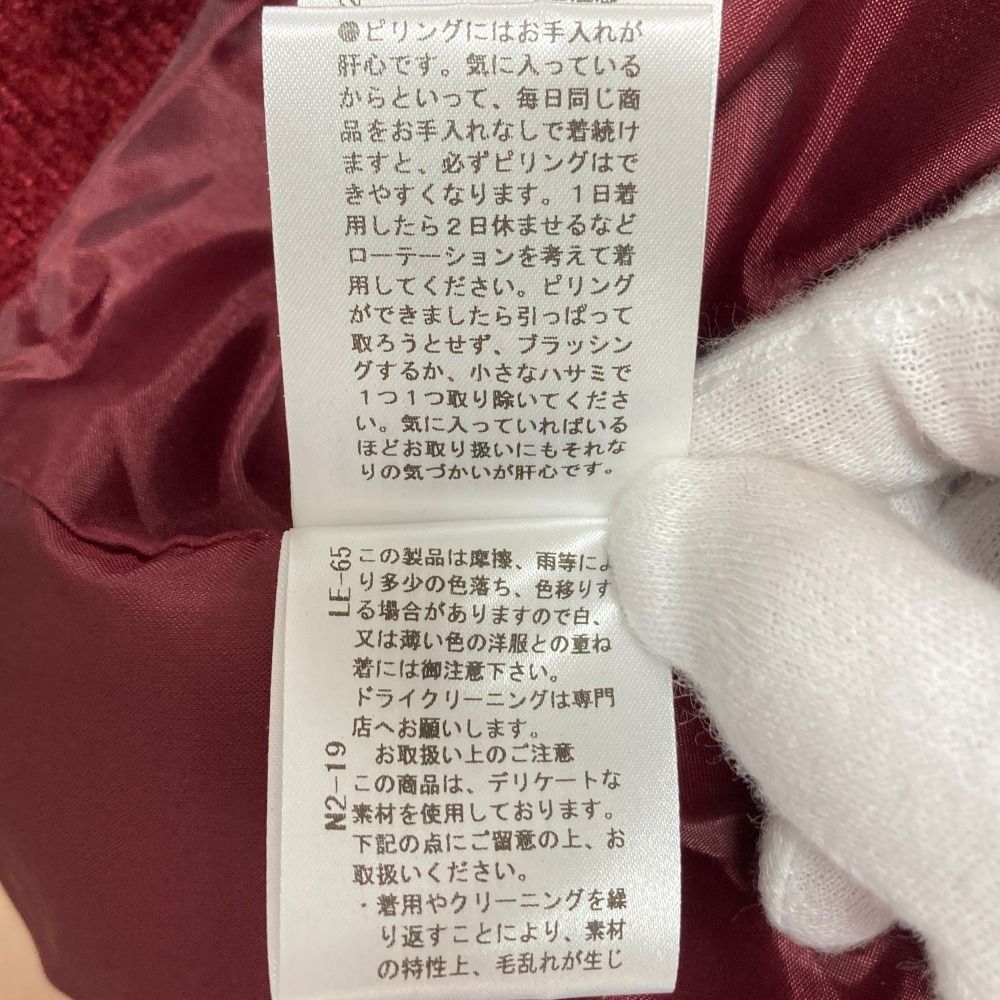 ●ピリングにはお手入れが
肝心です。気に入っている
からといって、毎日同じ商
品をお手入れなしで着続け
ますと、必ずピリングはで
きやすくなります。1日着
用したら2日休ませるなど
ローテーションを考えて着
用してください。ピリング
ができましたら引っぱって
取ろうとせず、ブラッシン
グするか、小さなハサミで
1つ1つ取り除いてくださ
い。気に入っていればいる
ほどお取り扱いにもそれな
りの気づかいが肝心です。
LE-65
この製品は摩擦、雨等によ
り多少の色落ち、色移りす
る場合がありますので白、
又は薄い色の洋服との重ね
着には御注意下さい。
ドライクリーニングは専門
店へお願いします。
お取扱い上のご注意
N2-19
この商品は、デリケートな
素材を使用しております。
下記の点にご留意の上、お
取扱いください。
・着用やクリーニングを繰
り返すことにより、素材
の特性上、毛乱れが生じ